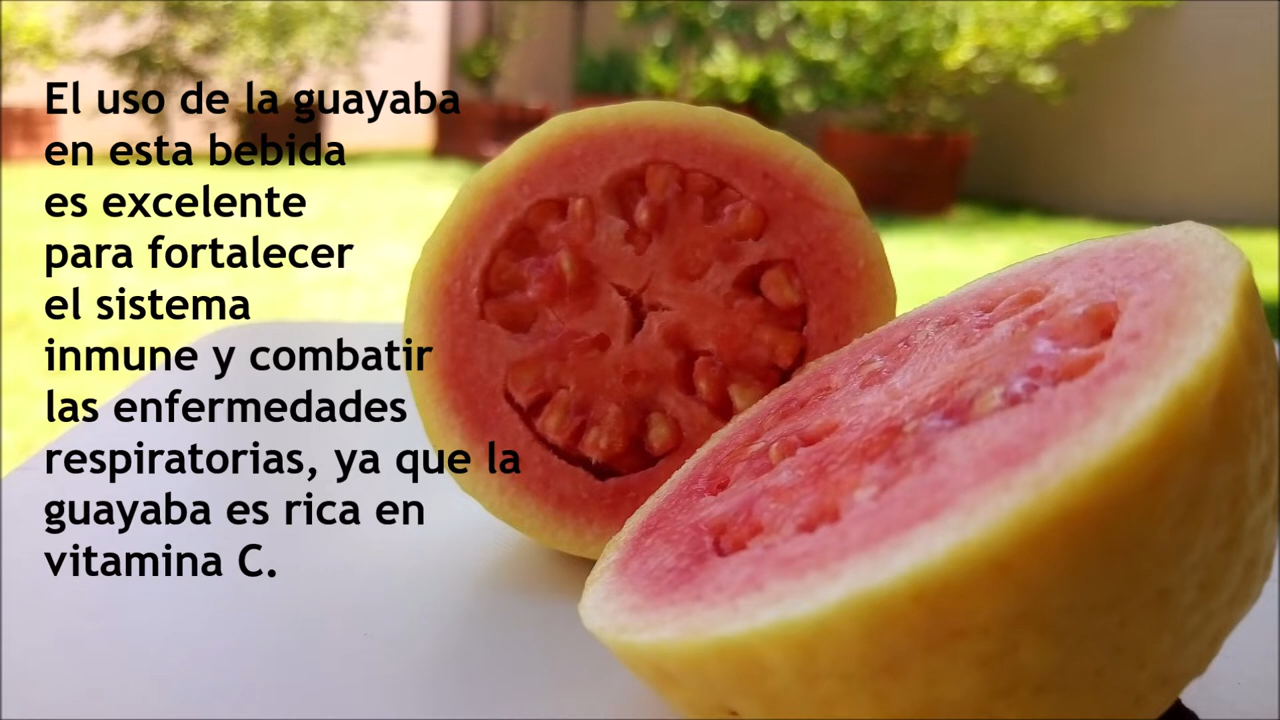 El uso de la guayaba
en esta bebida
es excelente
para fortalecer
el sistema
inmune y combatir
las enfermedades
respiratorias, ya que la
guayaba es rica en
vitamina C.